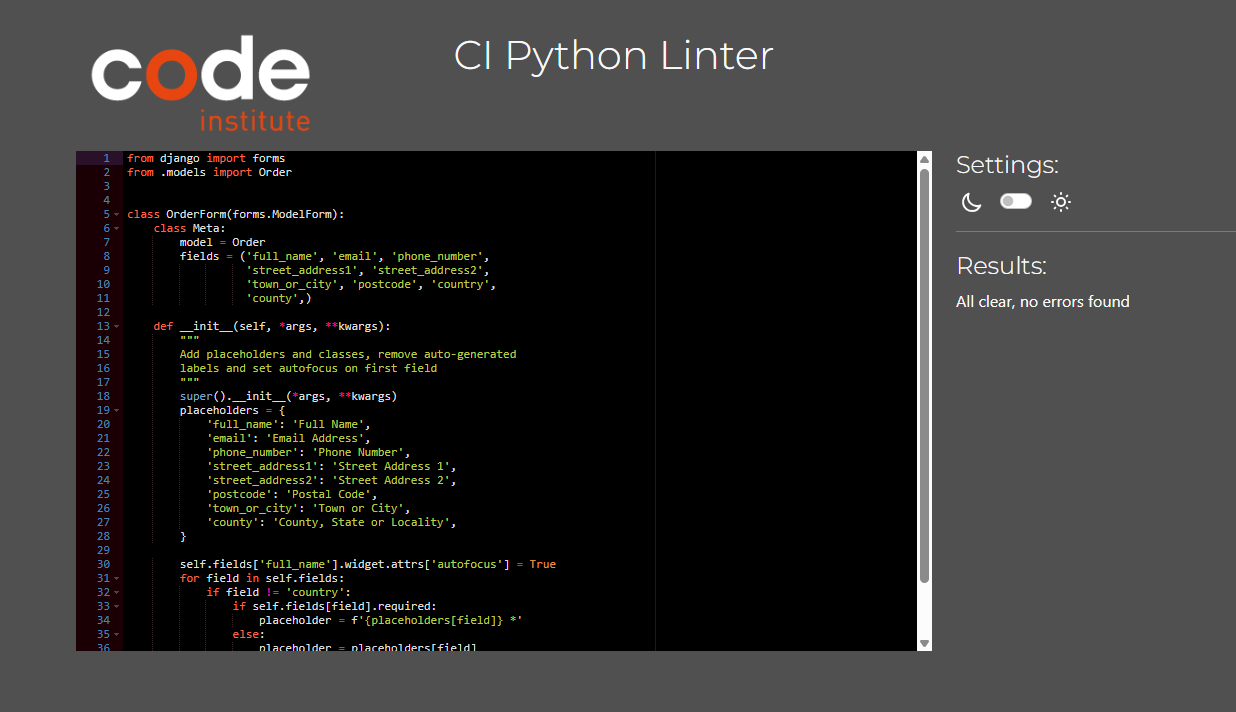 code
institute
CI Python Linter
1 from django import forms
2 from .models import Order
3
4
5 class OrderForm(forms.ModelForm):
6     class Meta:
7         model = Order
8         fields = ('full_name', 'email', 'phone_number',
9                   'street_address1', 'street_address2',
10                   'town_or_city', 'postcode', 'country',
11                   'county',)
12
13     def __init__(self, *args, **kwargs):
14         """
15         Add placeholders and classes, remove auto-generated
16         labels and set autofocus on first field
17         """
18         super().__init__(*args, **kwargs)
19         placeholders = {
20             'full_name': 'Full Name',
21             'email': 'Email Address',
22             'phone_number': 'Phone Number',
23             'street_address1': 'Street Address 1',
24             'street_address2': 'Street Address 2',
25             'postcode': 'Postal Code',
26             'town_or_city': 'Town or City',
27             'county': 'County, State or Locality',
28         }
29
30         self.fields['full_name'].widget.attrs['autofocus'] = True
31         for field in self.fields:
32             if field != 'country':
33                 if self.fields[field].required:
34                     placeholder = f'{placeholders[field]} *'
35                 else:
36                     placeholder = placeholders[field]
Settings:
Results:
All clear, no errors found